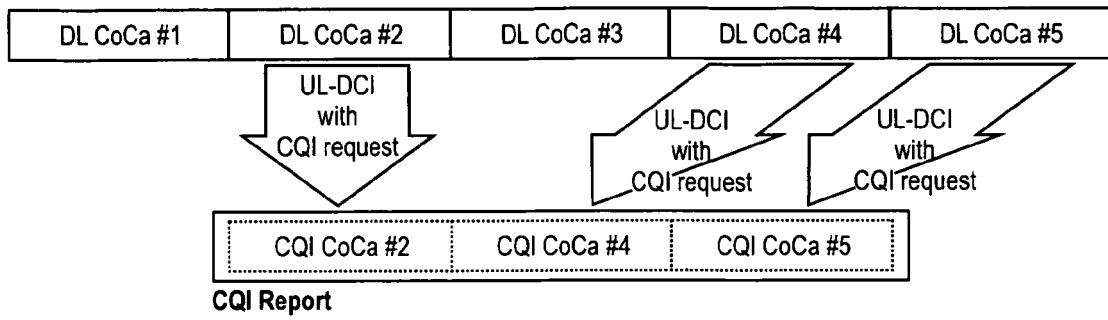 DL CoCa #1 DL CoCa #2 DL CoCa #3 DL CoCa #4 DL CoCa #5
UL-DCI
with
CQI request
UL-DCI
with
CQI request
UL-DCI
with
CQI request
CQI CoCa #2 CQI CoCa #4 CQI CoCa #5
CQI Report